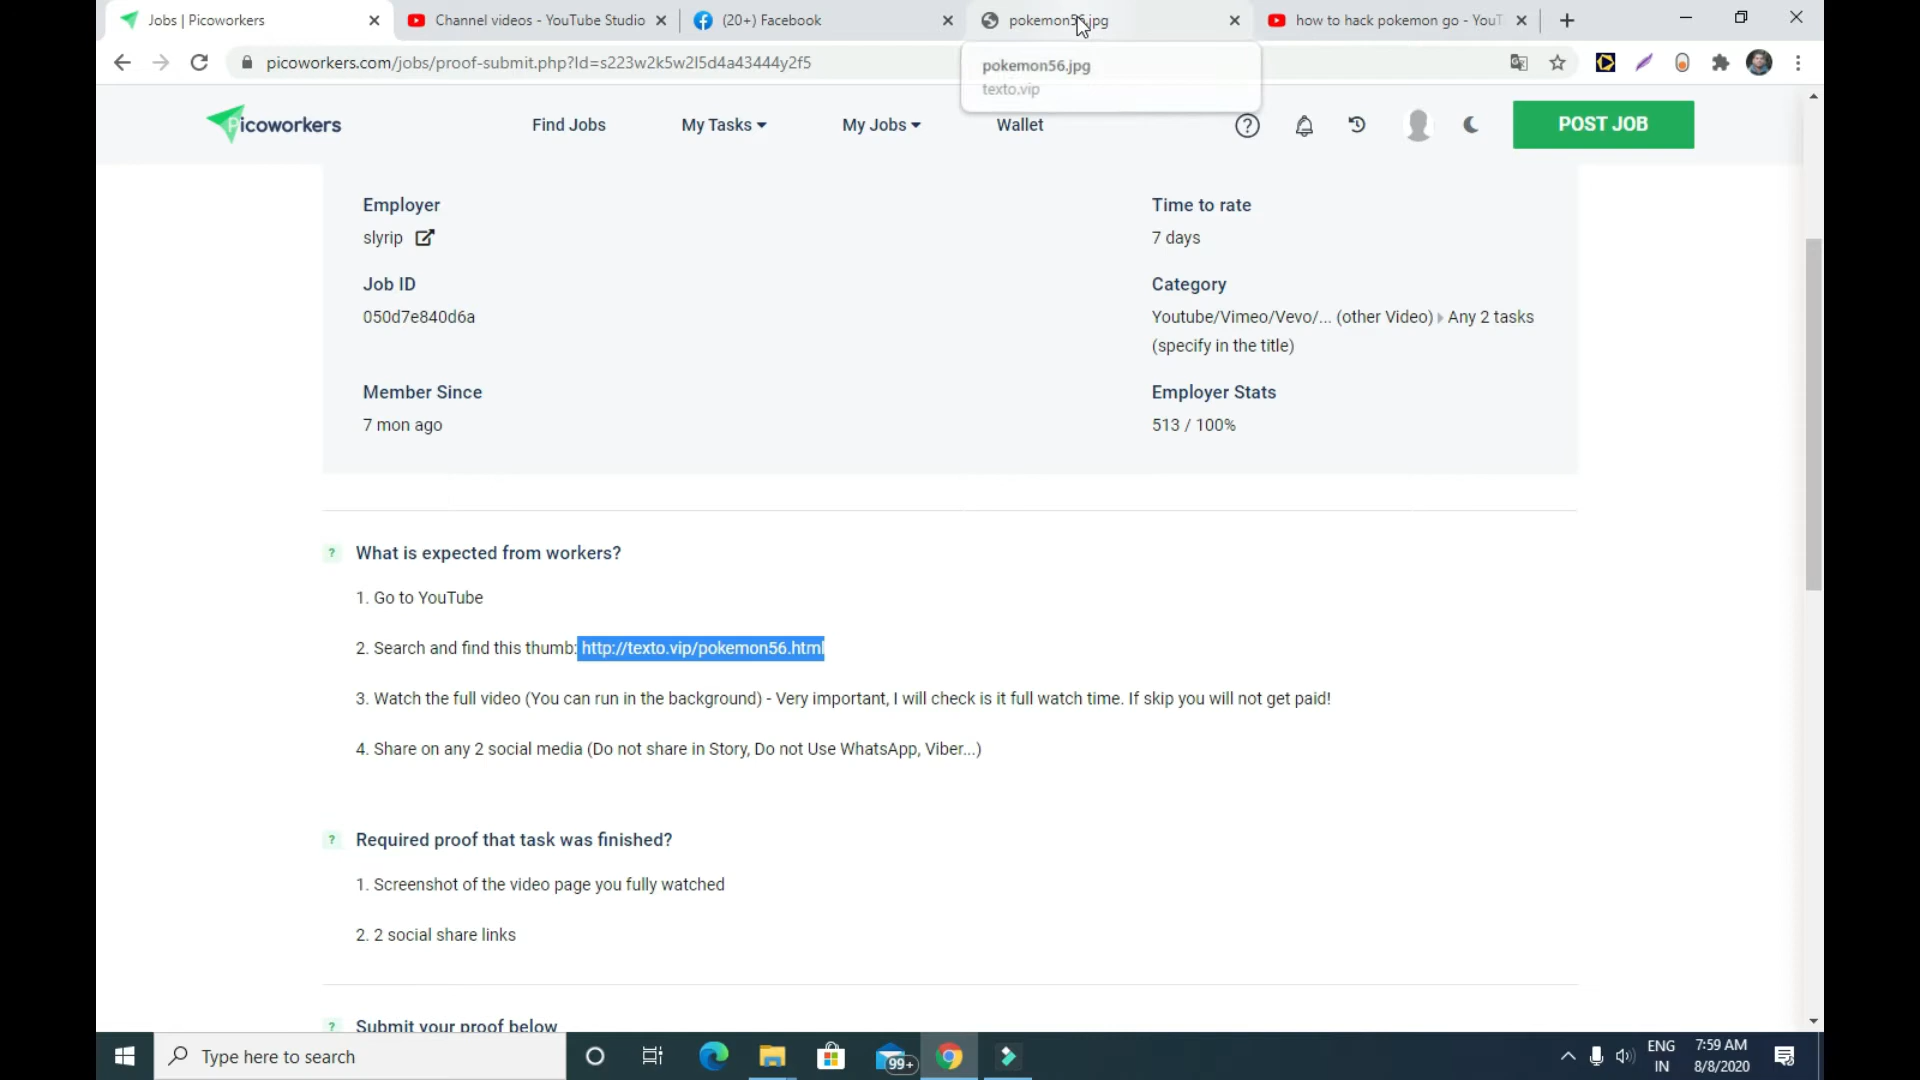 Jobs | Picoworkers
Channel videos - YouTube Studio
(20+) Facebook
pokemon56.jpg
how to hack pokemon go - YouT
picoworkers.com/jobs/proof-submit.php?Id=s223w2k5w2l5d4a43444y2f5
pokemon56.jpg
texto.vip
Picoworkers
Find Jobs
My Tasks
My Jobs
Wallet
POST JOB
Employer
slyrip
Time to rate
7 days
Job ID
050d7e840d6a
Category
Youtube/Vimeo/Vevo/... (other Video) Any 2 tasks
(specify in the title)
Member Since
7 mon ago
Employer Stats
513 / 100%
? What is expected from workers?
1. Go to YouTube
2. Search and find this thumb: http://texto.vip/pokemon56.html
3. Watch the full video (You can run in the background) - Very important, I will check is it full watch time. If skip you will not get paid!
4. Share on any 2 social media (Do not share in Story, Do not Use WhatsApp, Viber...)
? Required proof that task was finished?
1. Screenshot of the video page you fully watched
2. 2 social share links
? Submit your proof below
Type here to search
99+
ENG
IN
7:59 AM
8/8/2020